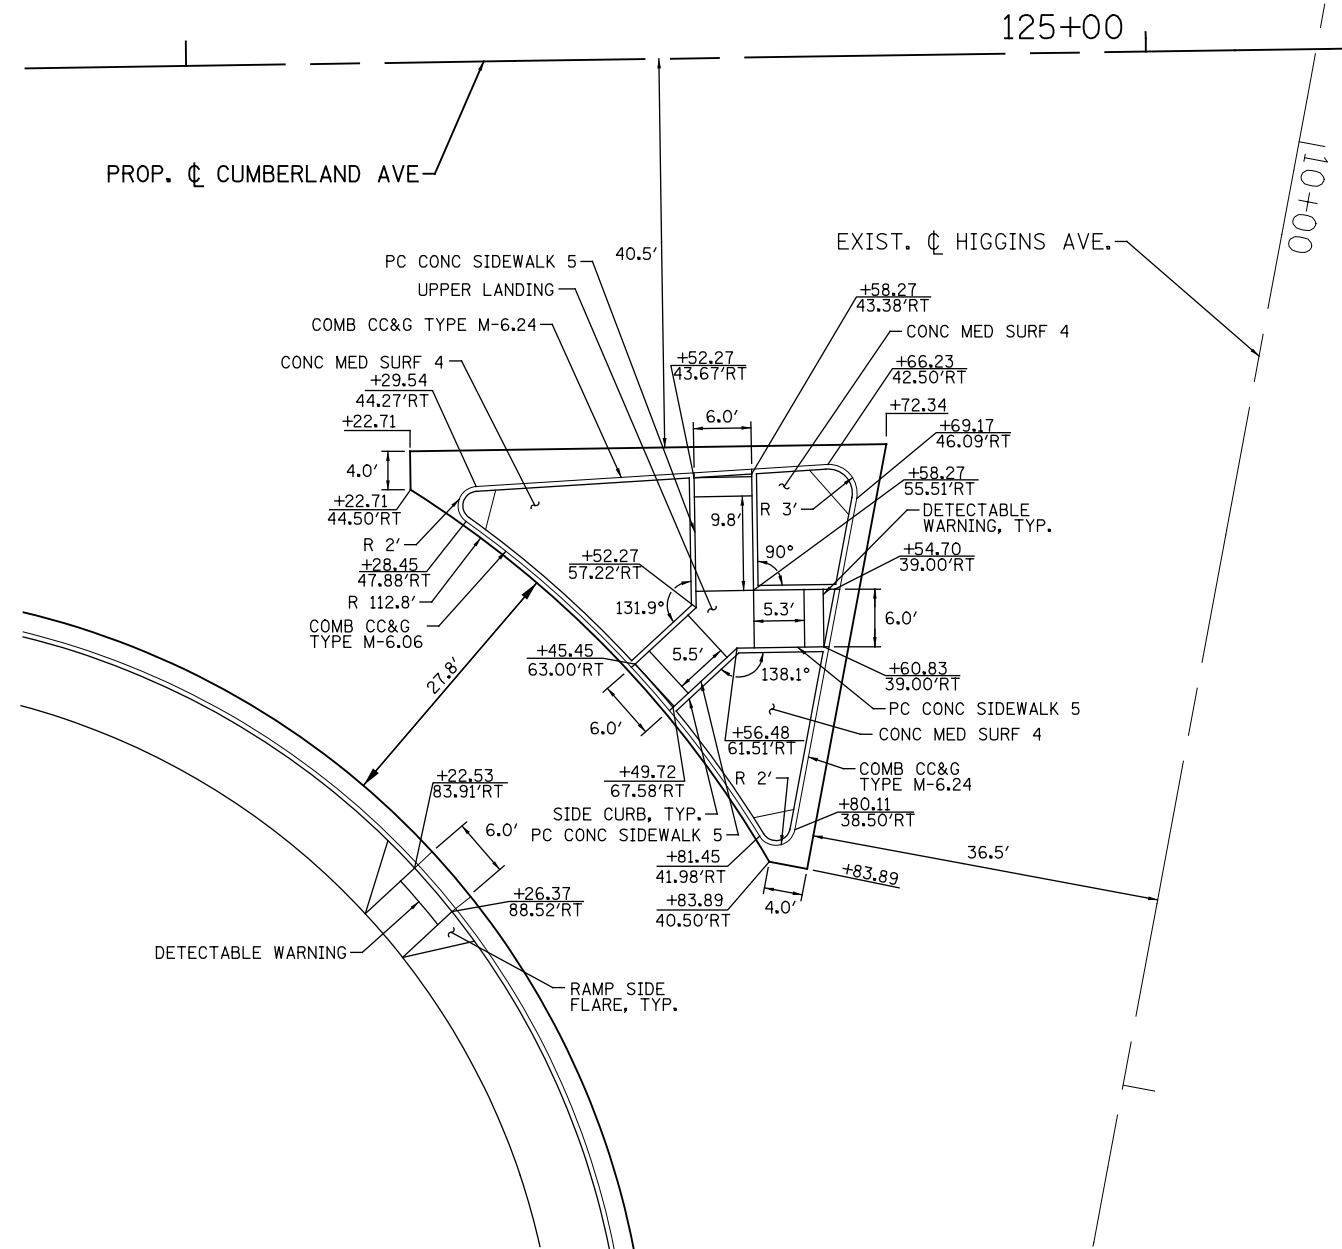 125+00
PROP. ℄ CUMBERLAND AVE
10+00
EXIST. ℄ HIGGINS AVE.
40.5'
PC CONC SIDEWALK 5
UPPER LANDING
COMB CC&G TYPE M-6.24
CONC MED SURF 4
+58.27
43.38'RT
CONC MED SURF 4
+52.27
43.67'RT
+66.23
42.50'RT
+29.54
44.27'RT
+72.34
+22.71
6.0'
+69.17
46.09'RT
4.0'
+58.27
55.51'RT
+22.71
44.50'RT
9.8'
R 3'
DETECTABLE
WARNING, TYP.
R 2'
90°
+54.70
39.00'RT
+52.27
57.22'RT
+28.45
47.88'RT
R 112.8'
131.9°
5.3'
6.0'
COMB CC&G
TYPE M-6.06
+45.45
63.00'RT
5.5'
138.1°
+60.83
39.00'RT
27.8'
PC CONC SIDEWALK 5
6.0'
+56.48
61.51'RT
CONC MED SURF 4
+49.72
67.58'RT
R 2'
COMB CC&G
TYPE M-6.24
+22.53
83.91'RT
SIDE CURB, TYP.
+80.11
38.50'RT
PC CONC SIDEWALK 5
6.0'
+81.45
41.98'RT
36.5'
+83.89
+26.37
88.52'RT
+83.89
40.50'RT
4.0'
DETECTABLE WARNING
RAMP SIDE
FLARE, TYP.